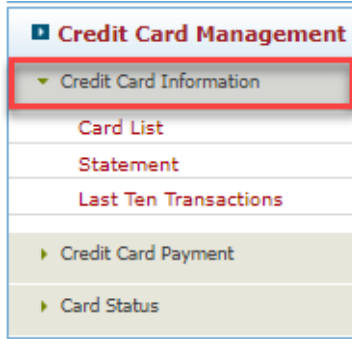 Credit Card Management
Credit Card Information
Card List
Statement
Last Ten Transactions
Credit Card Payment
Card Status